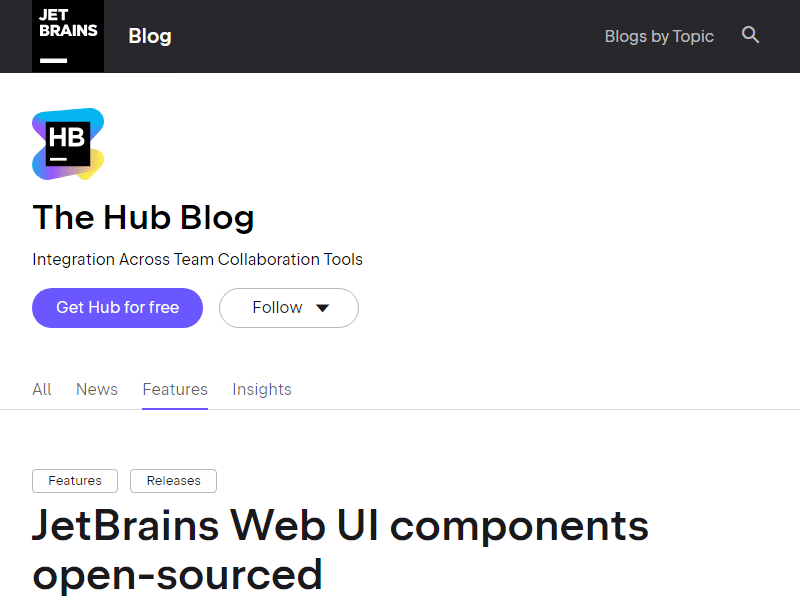 JET
BRAINS
Blog
Blogs by Topic
HB
The Hub Blog
Integration Across Team Collaboration Tools
Get Hub for free
Follow
All News Features Insights
Features Releases
JetBrains Web UI components
open-sourced